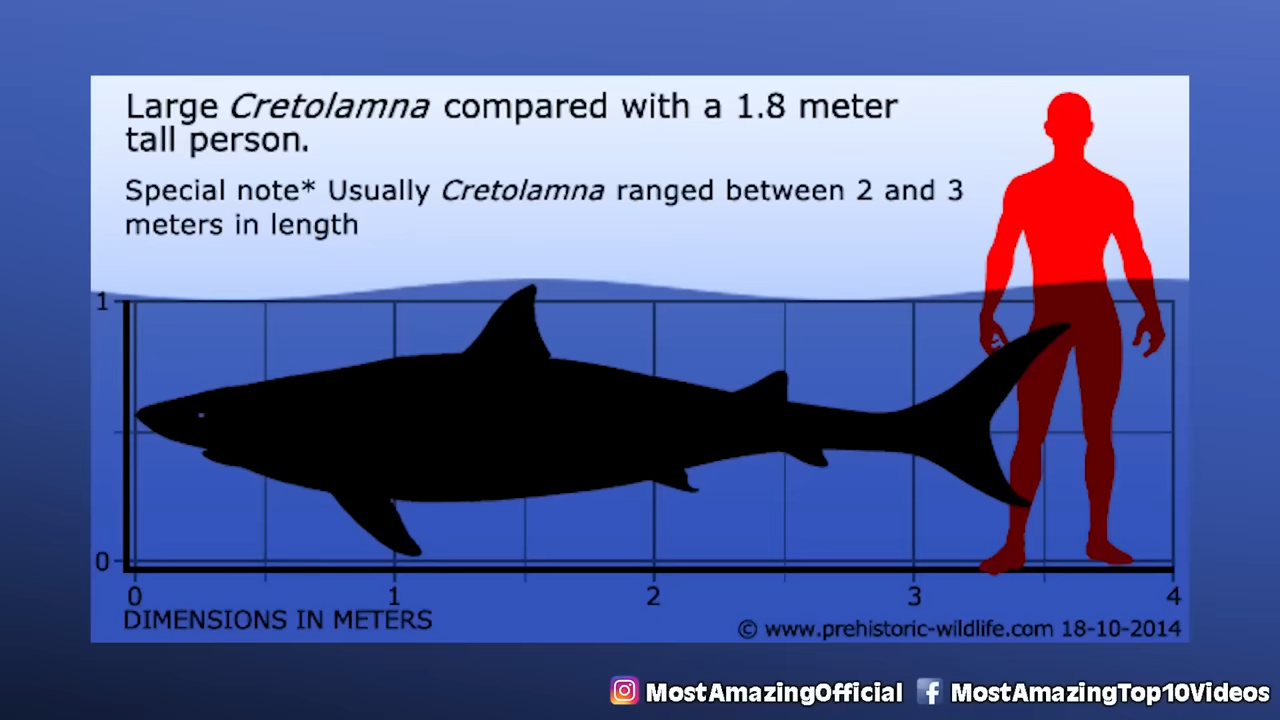 Large Cretolamna compared with a 1.8 meter
tall person.
Special note* Usually Cretolamna ranged between 2 and 3
meters in length
1
0
0 1 2 3 4
DIMENSIONS IN METERS
© www.prehistoric-wildlife.com 18-10-2014
MostAmazingOfficial MostAmazingTop10Videos